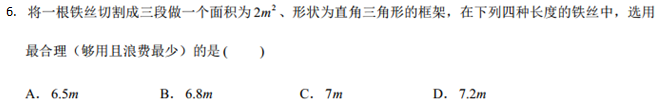 6. 将一根铁丝切割成三段做一个面积为 2m²、形状为直角三角形的框架，在下列四种长度的铁丝中，选用
最合理（够用且浪费最少）的是 (    )
A. 6.5m    B. 6.8m    C. 7m    D. 7.2m